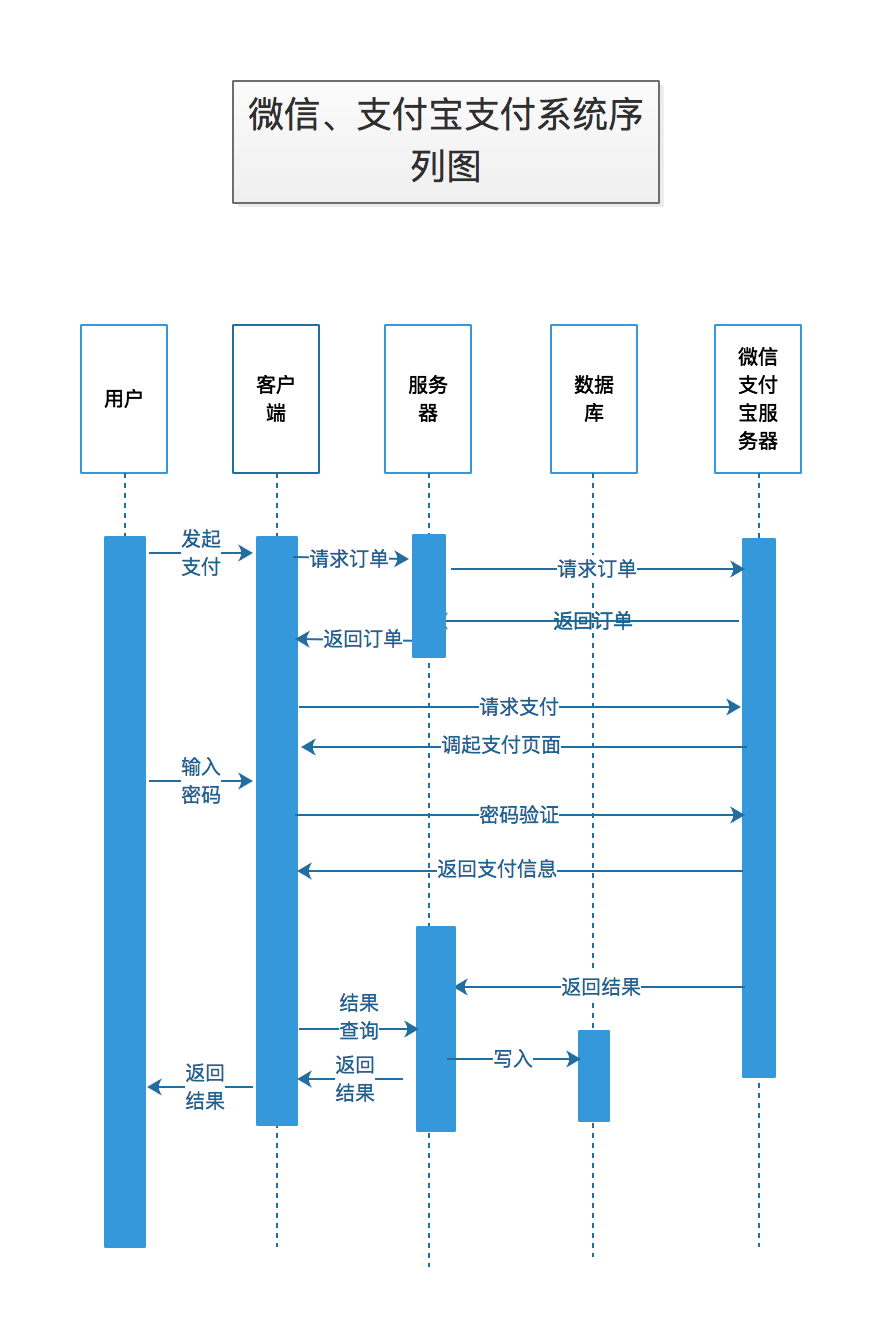 微信、支付宝支付系统序
列图
用户
客户
端
服务
器
数据
库
微信
支付
宝服
务器
发起
支付
请求订单
请求订单
返回订单
返回订单
请求支付
调起支付页面
输入
密码
密码验证
返回支付信息
返回结果
结果
查询
写入
返回
结果
返回
结果